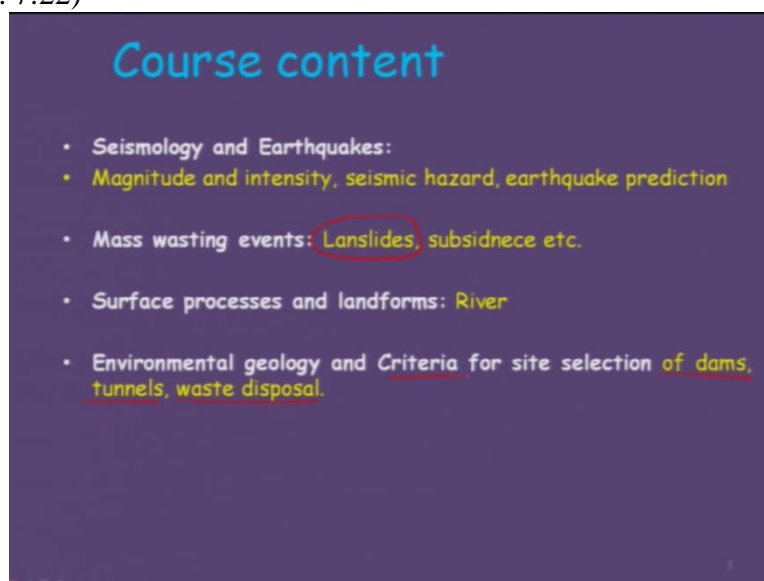 : 7.22)
Course content
• Seismology and Earthquakes:
• Magnitude and intensity, seismic hazard, earthquake prediction
• Mass wasting events: Lanslides, subsidnece etc.
• Surface processes and landforms: River
• Environmental geology and Criteria for site selection of dams,
tunnels, waste disposal.
3